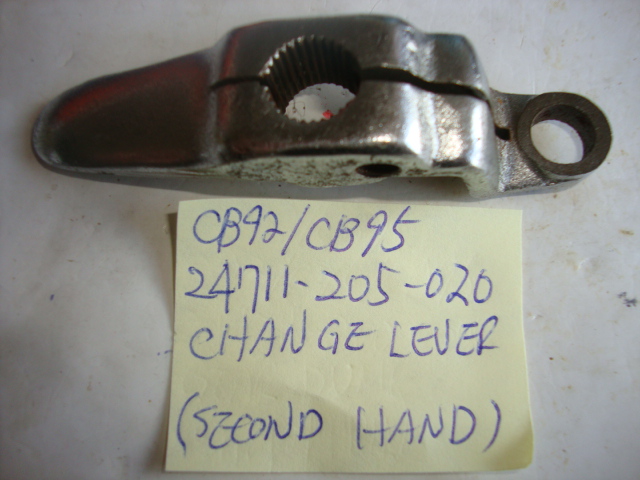 CB92/CB95
24711-205-020
CHANGE LEVER
(SECOND HAND)